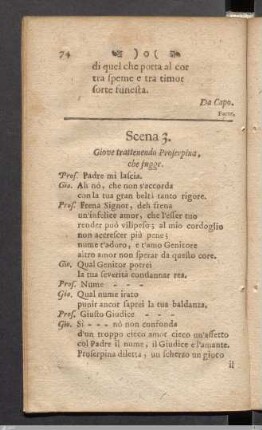 74 ) o (
di quel che porta al cor
tra speme e tra timor
sorte funesta.
Da Capo.
Parte.
Scena 3.
Giove trattenendo Proserpina,
che fugge.
Pros. Padre mi lascia.
Gio. Ah nò, che non s'accorda
con la tua gran beltà tanto rigore.
Pros. Frena Signor, deh frena
un'infelice amor, che l'esser tuo
render può vilipeso; al mio cordoglio
non accrescer più pene;
nume t'adoro, e t'amo Genitore
altro amor non sperar da questo core.
Gio. Qual Genitor potrei
la tua severità condannar rea.
Pros. Nume - - -
Gio. Qual nume irato
punir ancor saprei la tua baldanza.
Pros. Giusto Giudice - - -
Gio. Si - - - nò non confonda
d'un troppo cieco amor cieco un'affetto
col Padre il nume, il Giudice e l'amante.
Proserpina diletta, un scherzo un gioco
il